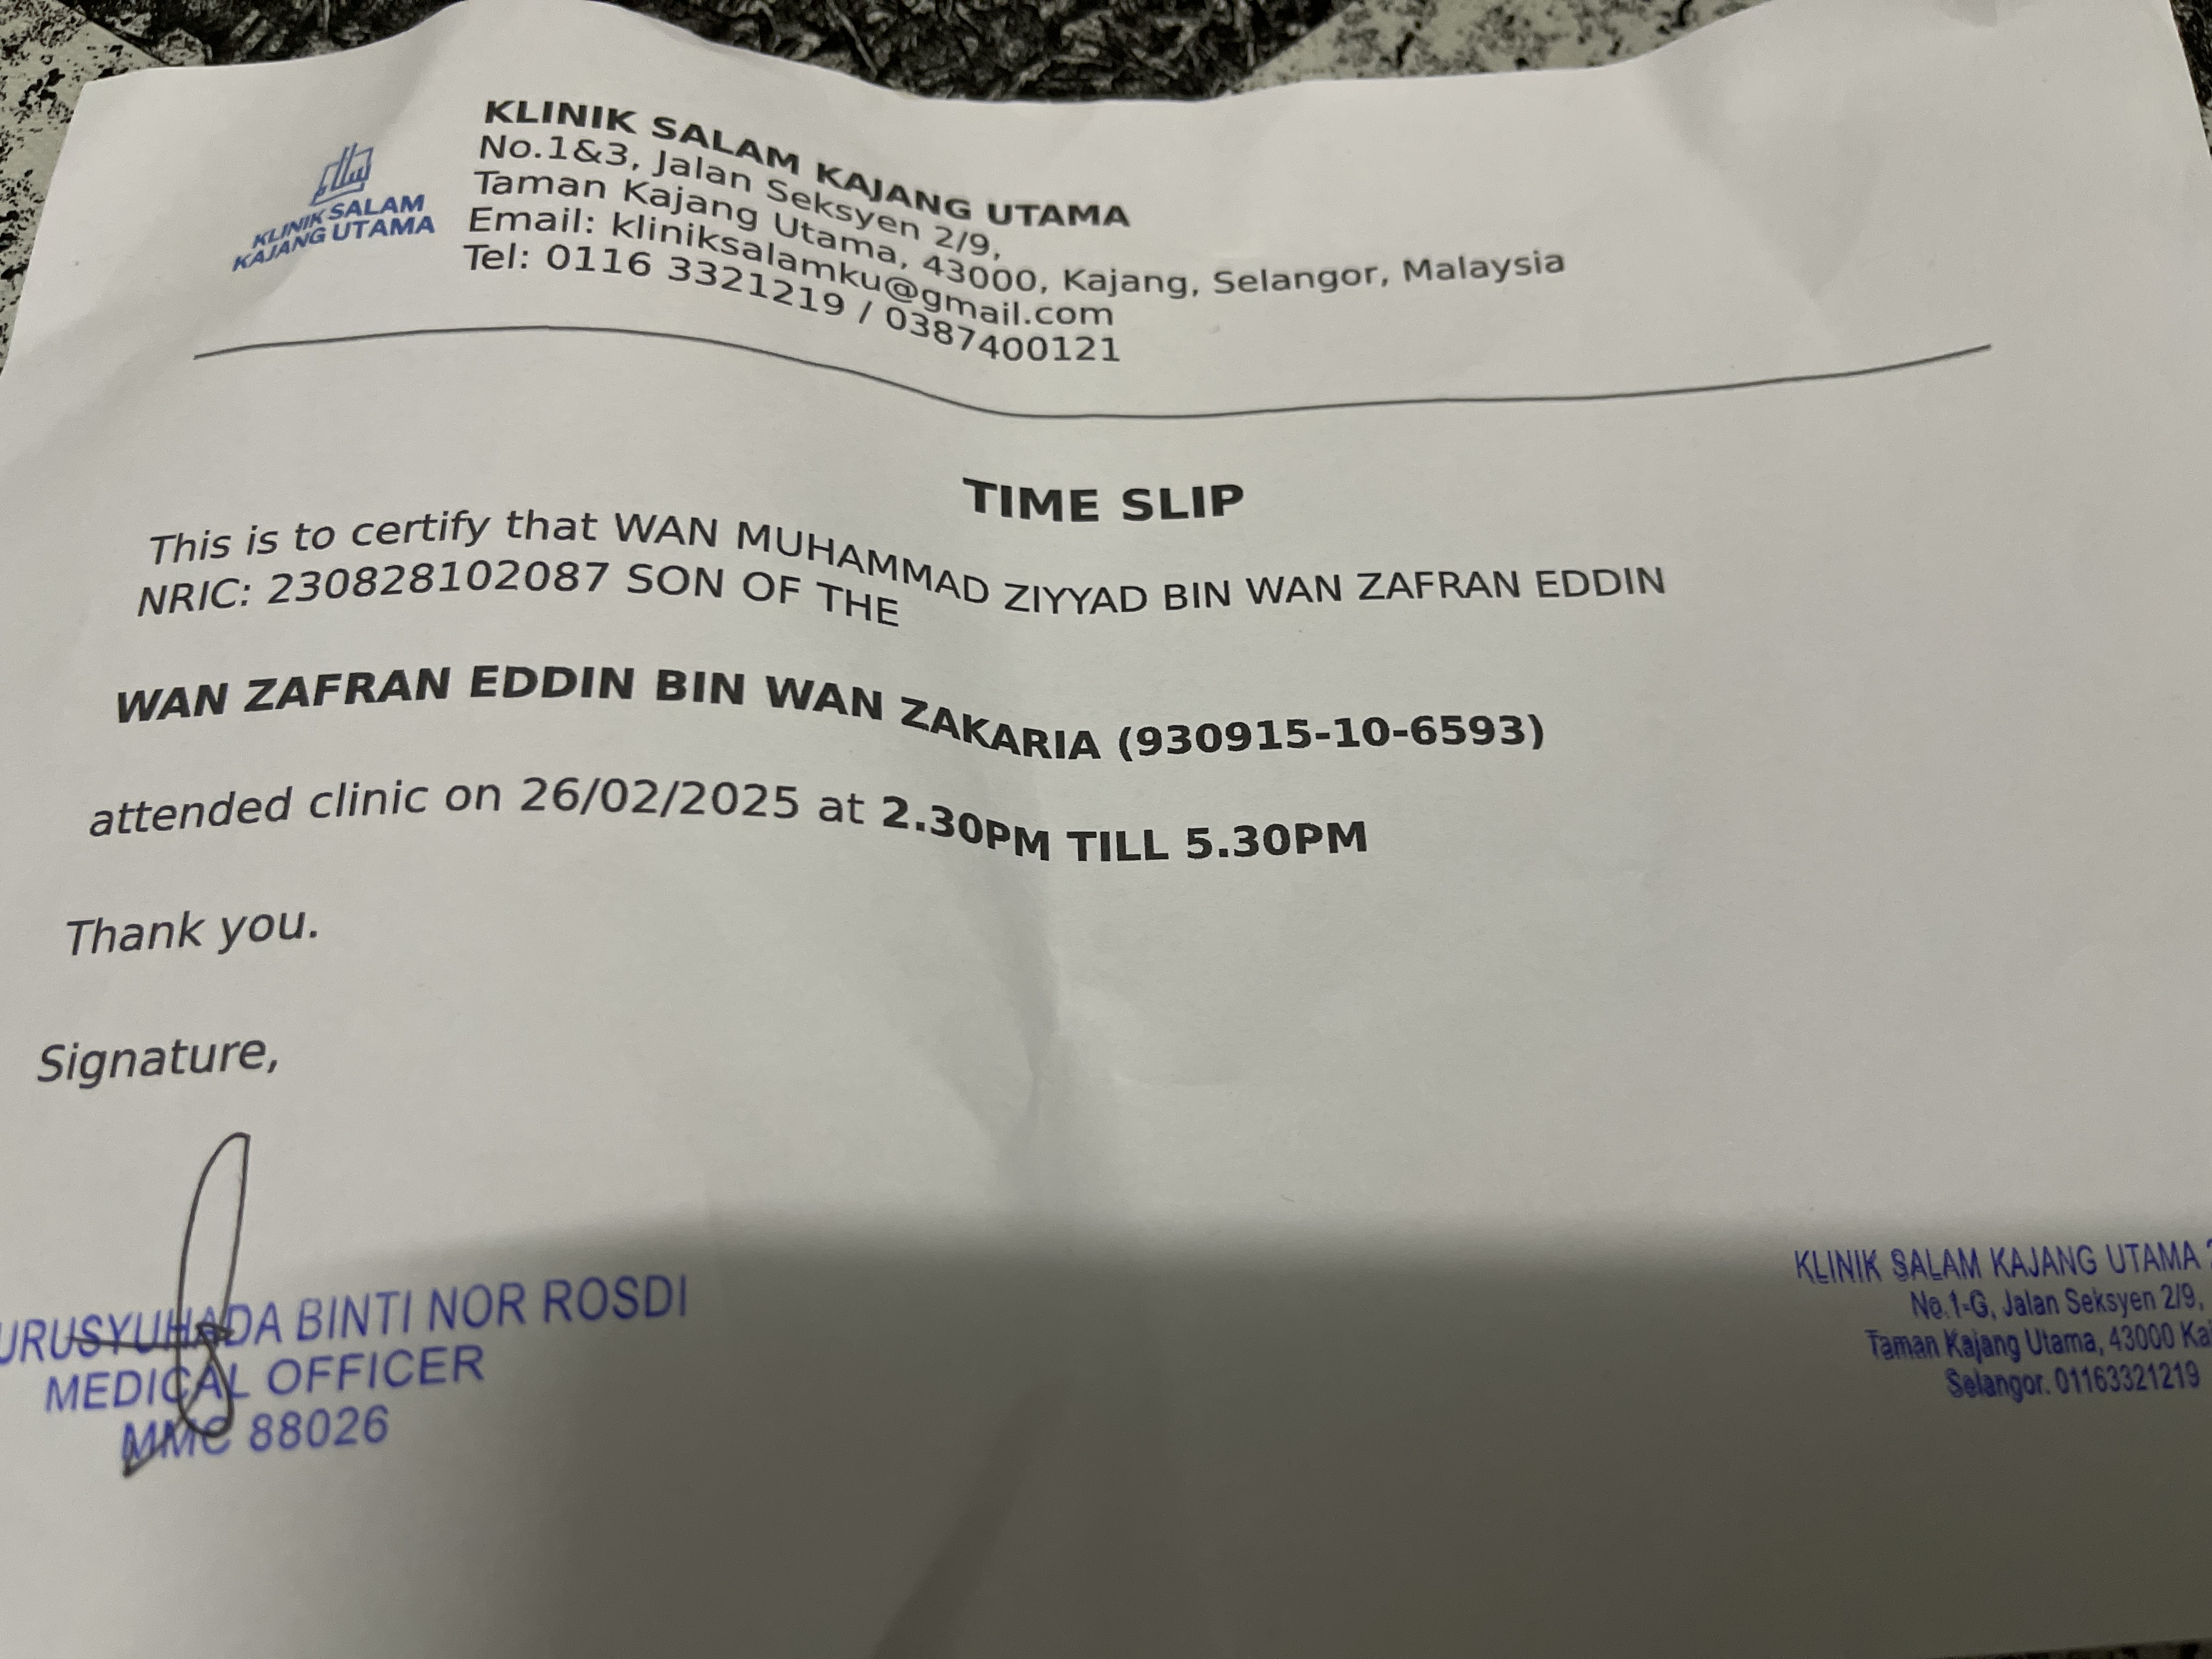 سلام
KLINIK SALAM
KAJANG UTAMA
KLINIK SALAM KAJANG UTAMA
No.1&3, Jalan Seksyen 2/9,
Taman Kajang Utama, 43000, Kajang, Selangor, Malaysia
Email: kliniksalamku@gmail.com
Tel: 0116 3321219 / 0387400121
TIME SLIP
This is to certify that WAN MUHAMMAD ZIYYAD BIN WAN ZAFRAN EDDIN
NRIC: 230828102087 SON OF THE
WAN ZAFRAN EDDIN BIN WAN ZAKARIA (930915-10-6593)
attended clinic on 26/02/2025 at 2.30PM TILL 5.30PM
Thank you.
Signature,
URUSYUHADA BINTI NOR ROSDI
MEDICAL OFFICER
MMC 88026
KLINIK SALAM KAJANG UTAMA
No.1-G, Jalan Seksyen 2/9,
Taman Kajang Utama, 43000
Selangor. 01163321219